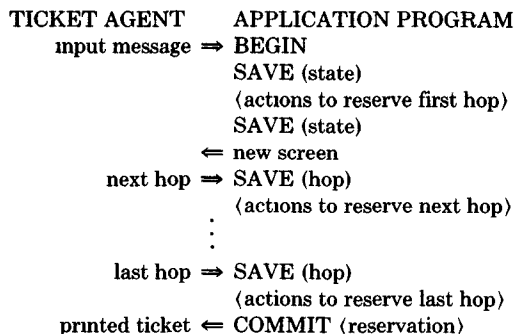 TICKET AGENT APPLICATION PROGRAM
input message ⇒ BEGIN
SAVE (state)
⟨actions to reserve first hop⟩
SAVE (state)
⇐ new screen
next hop ⇒ SAVE (hop)
⟨actions to reserve next hop⟩
⋮
last hop ⇒ SAVE (hop)
⟨actions to reserve last hop⟩
printed ticket ⇐ COMMIT ⟨reservation⟩